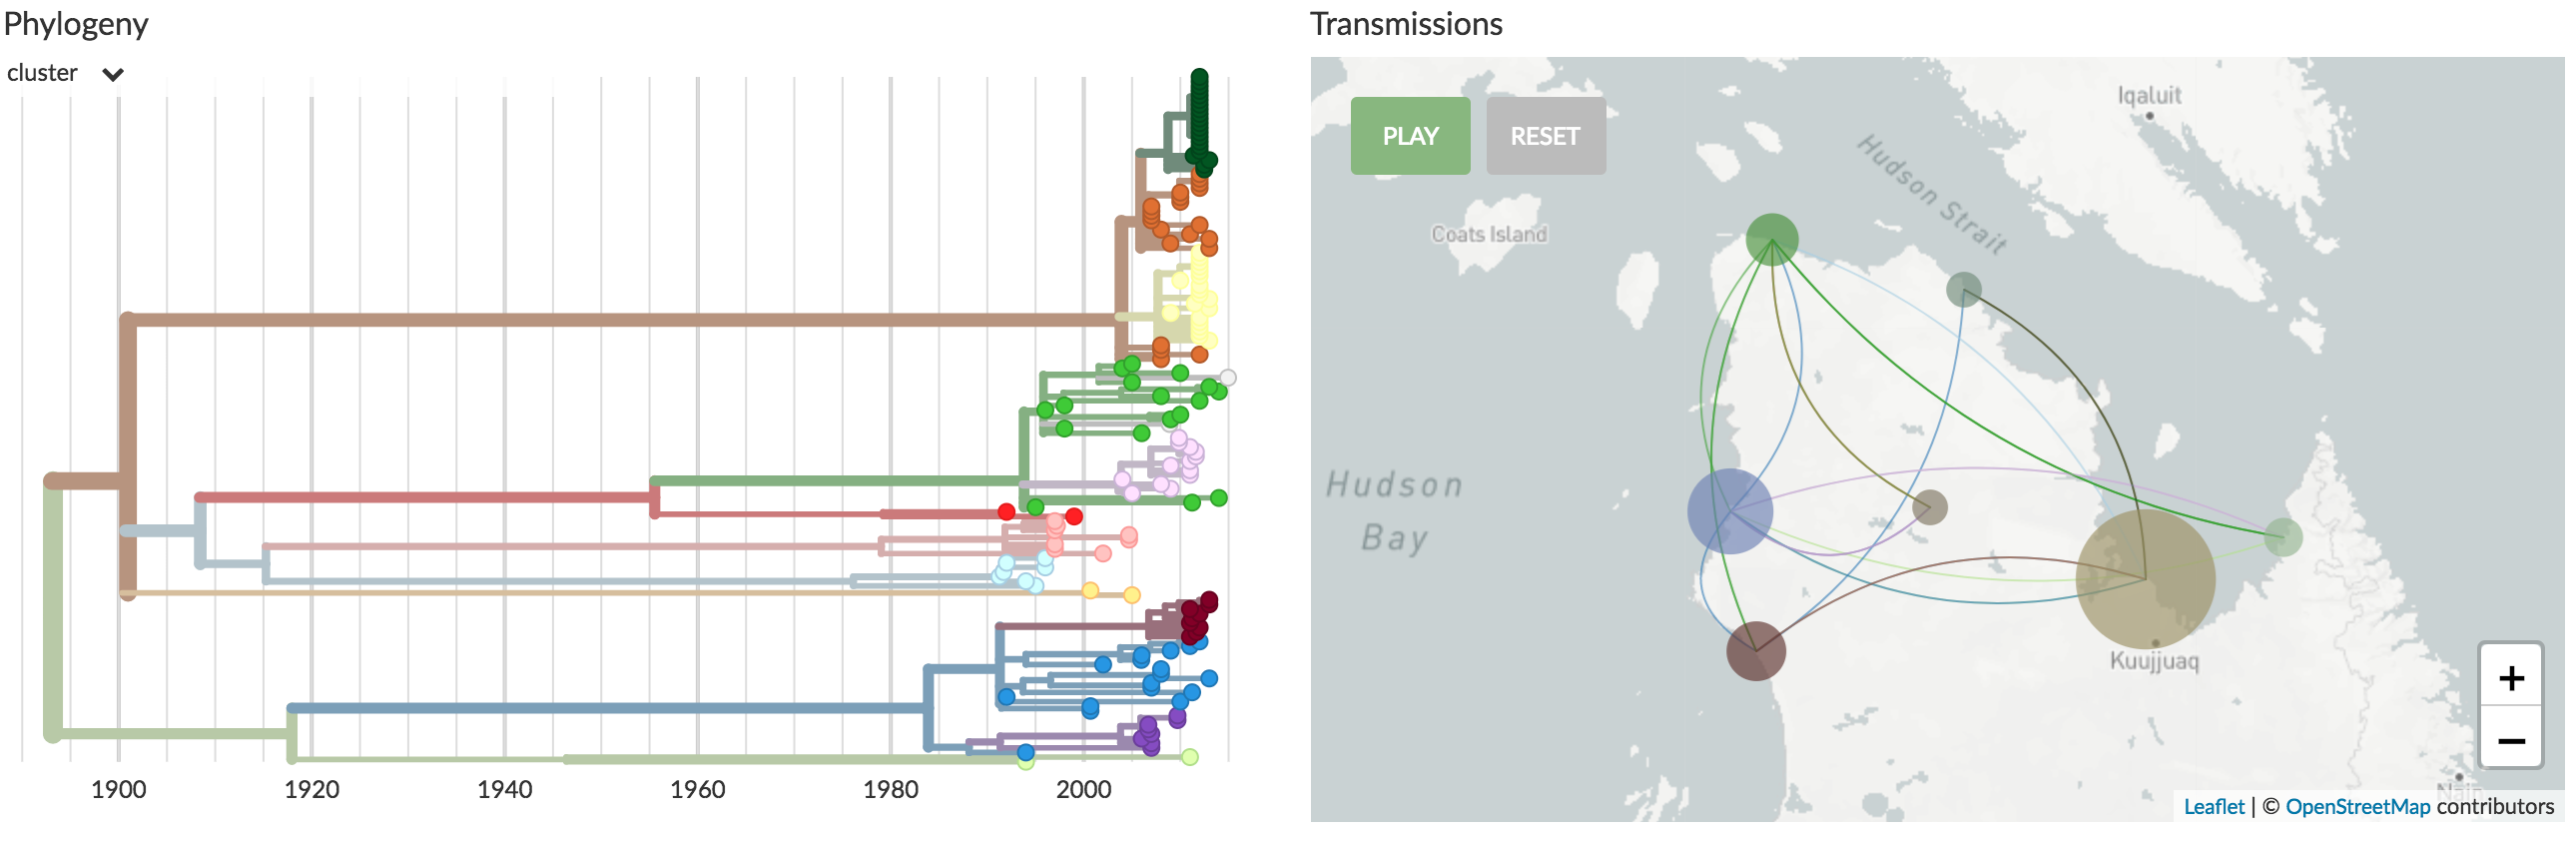 Phylogeny
cluster
1900 1920 1940 1960 1980 2000
Transmissions
PLAY RESET
Iqaluit
Hudson Strait
Coats Island
Hudson
Bay
Kuujjuaq
+
−
Nain
Leaflet | © OpenStreetMap contributors